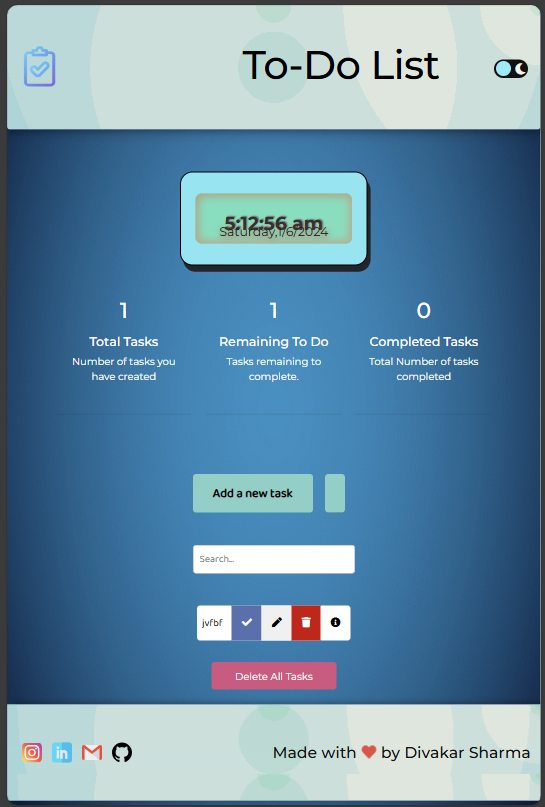 To-Do List
5:12:56 am
Saturday,1/6/2024
1
Total Tasks
Number of tasks you
have created
1
Remaining To Do
Tasks remaining to
complete.
0
Completed Tasks
Total Number of tasks
completed
Add a new task
Search...
jvfbf
Delete All Tasks
in
Made with ❤ by Divakar Sharma